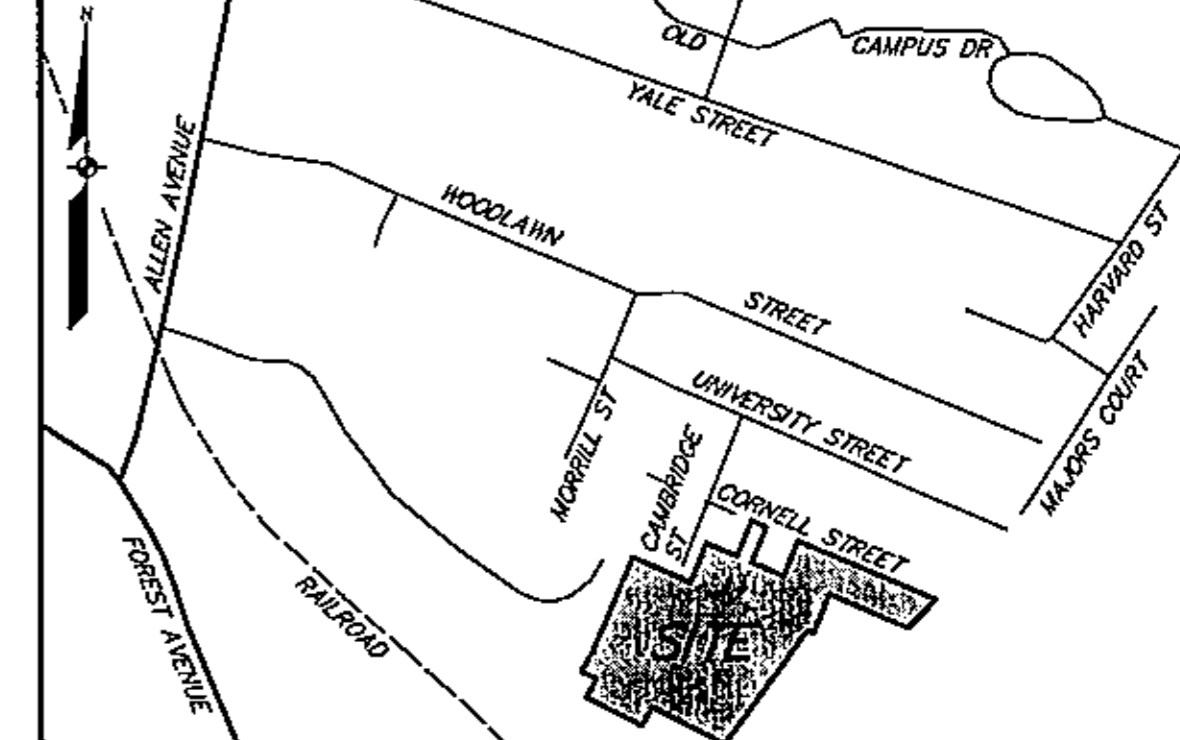 N
OLD
CAMPUS DR
YALE STREET
ALLEN AVENUE
WOODLAWN
STREET
HARVARD ST
UNIVERSITY STREET
MAJORS COURT
MORRILL ST
CAMBRIDGE
ST
CORNELL STREET
FOREST AVENUE
RAILROAD
SITE